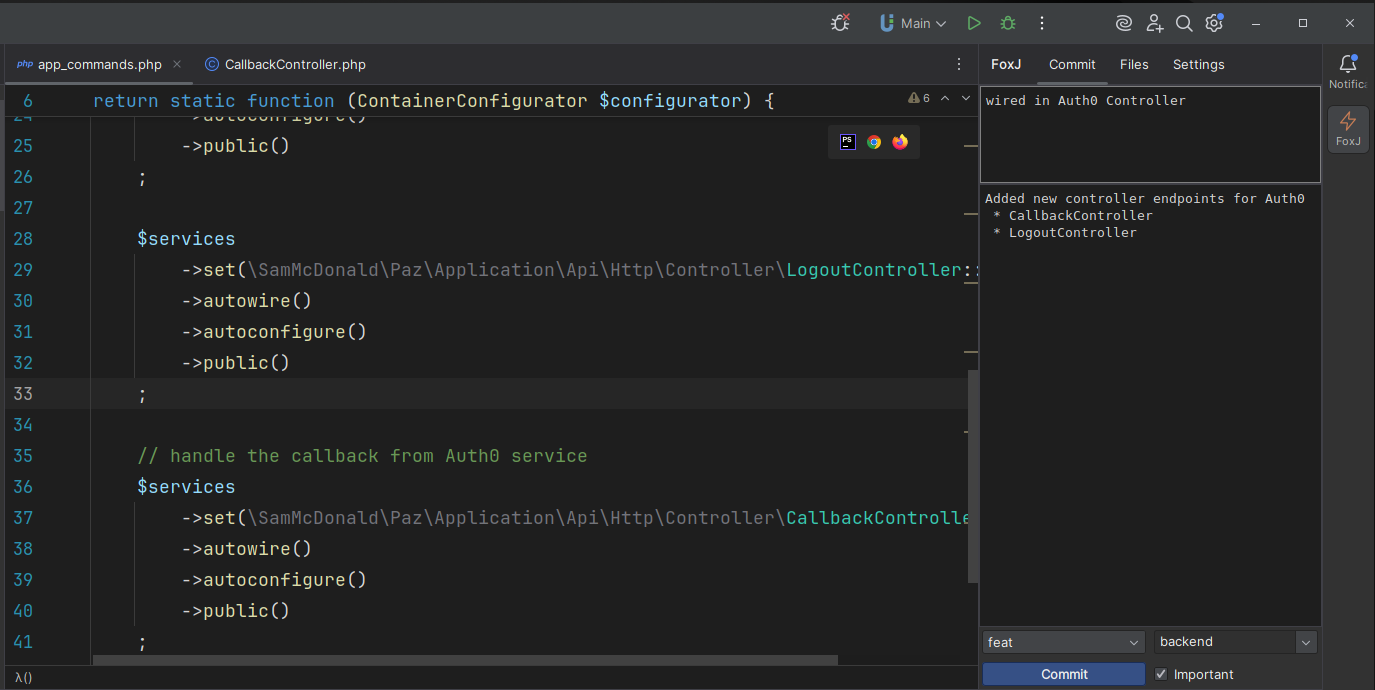 Main
php app_commands.php
CallbackController.php
FoxJ Commit Files Settings
Notific
FoxJ
6 return static function (ContainerConfigurator $configurator) {
6
24 ->autoconfigure()
25 ->public()
26 ;
27
28 $services
29 ->set(\SamMcDonald\Paz\Application\Api\Http\Controller\LogoutController::
30 ->autowire()
31 ->autoconfigure()
32 ->public()
33 ;
34
35 // handle the callback from Auth0 service
36 $services
37 ->set(\SamMcDonald\Paz\Application\Api\Http\Controller\CallbackControlle
38 ->autowire()
39 ->autoconfigure()
40 ->public()
41 ;
λ()
PS
wired in Auth0 Controller
Added new controller endpoints for Auth0
* CallbackController
* LogoutController
feat
backend
Commit
Important